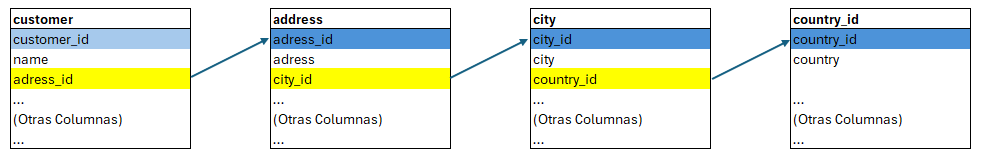 customer
customer_id
name
adress_id
...
(Otras Columnas)
...
address
adress_id
adress
city_id
...
(Otras Columnas)
...
city
city_id
city
country_id
...
(Otras Columnas)
...
country_id
country_id
country
...
(Otras Columnas)
...